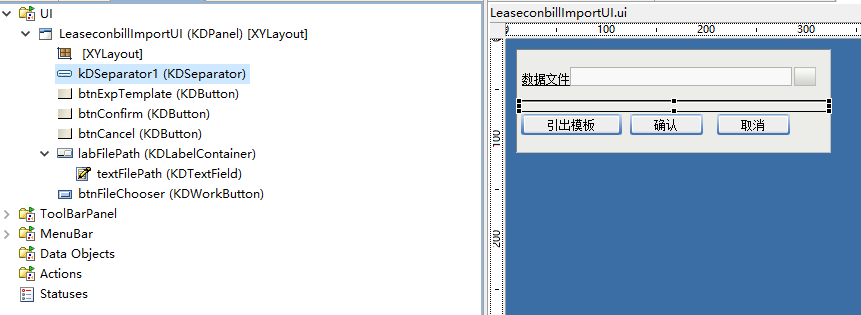 UI
LeaseconbillImportUI (KDPanel) [XYLayout]
[XYLayout]
kDSeparator1 (KDSeparator)
btnExpTemplate (KDButton)
btnConfirm (KDButton)
btnCancel (KDButton)
labFilePath (KDLabelContainer)
textFilePath (KDTextField)
btnFileChooser (KDWorkButton)
ToolBarPanel
MenuBar
Data Objects
Actions
Statuses
LeaseconbillImportUI.ui
0 100 200 300
100
200
数据文件
引出模板 确认 取消